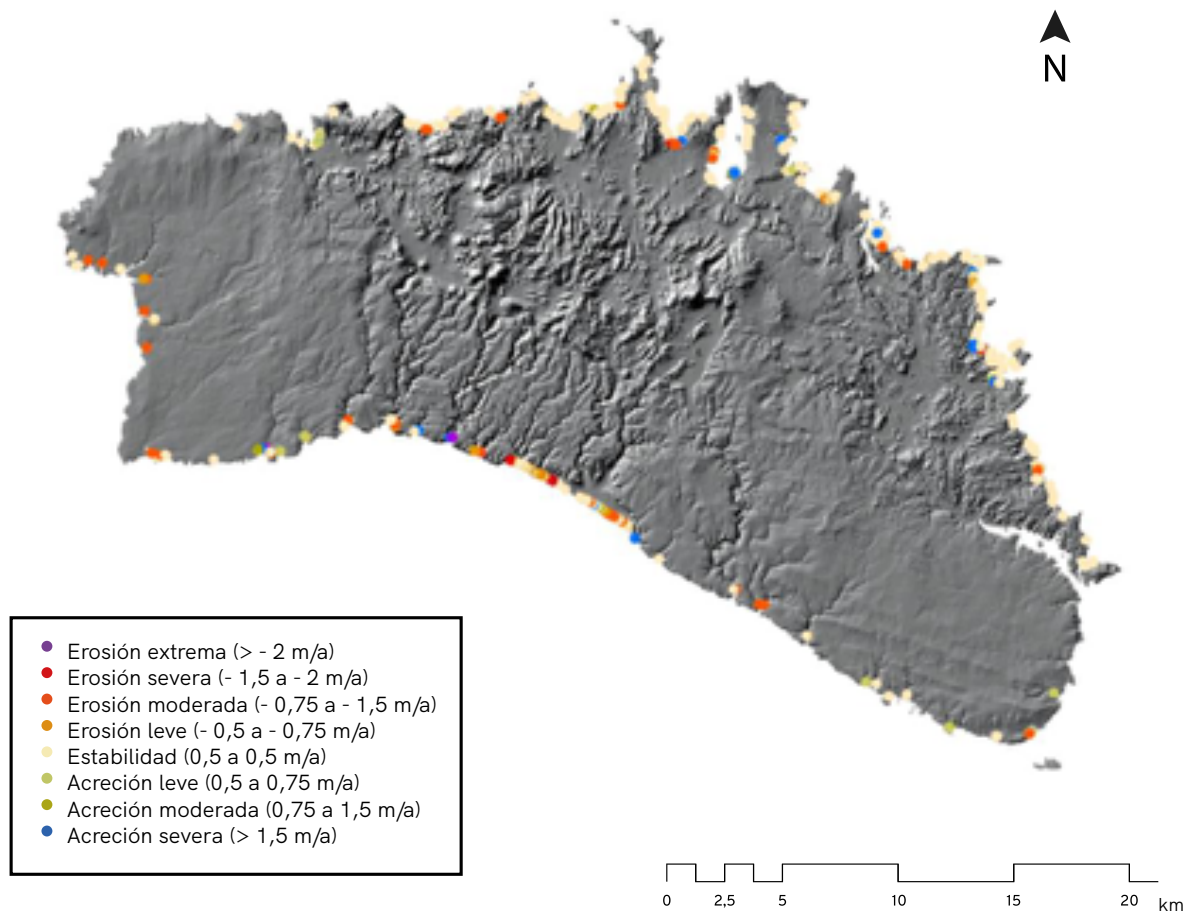 N
Erosión extrema (> - 2 m/a)
Erosión severa (- 1,5 a - 2 m/a)
Erosión moderada (- 0,75 a - 1,5 m/a)
Erosión leve (- 0,5 a - 0,75 m/a)
Estabilidad (0,5 a 0,5 m/a)
Acreción leve (0,5 a 0,75 m/a)
Acreción moderada (0,75 a 1,5 m/a)
Acreción severa (> 1,5 m/a)
0 2,5 5 10 15 20 km